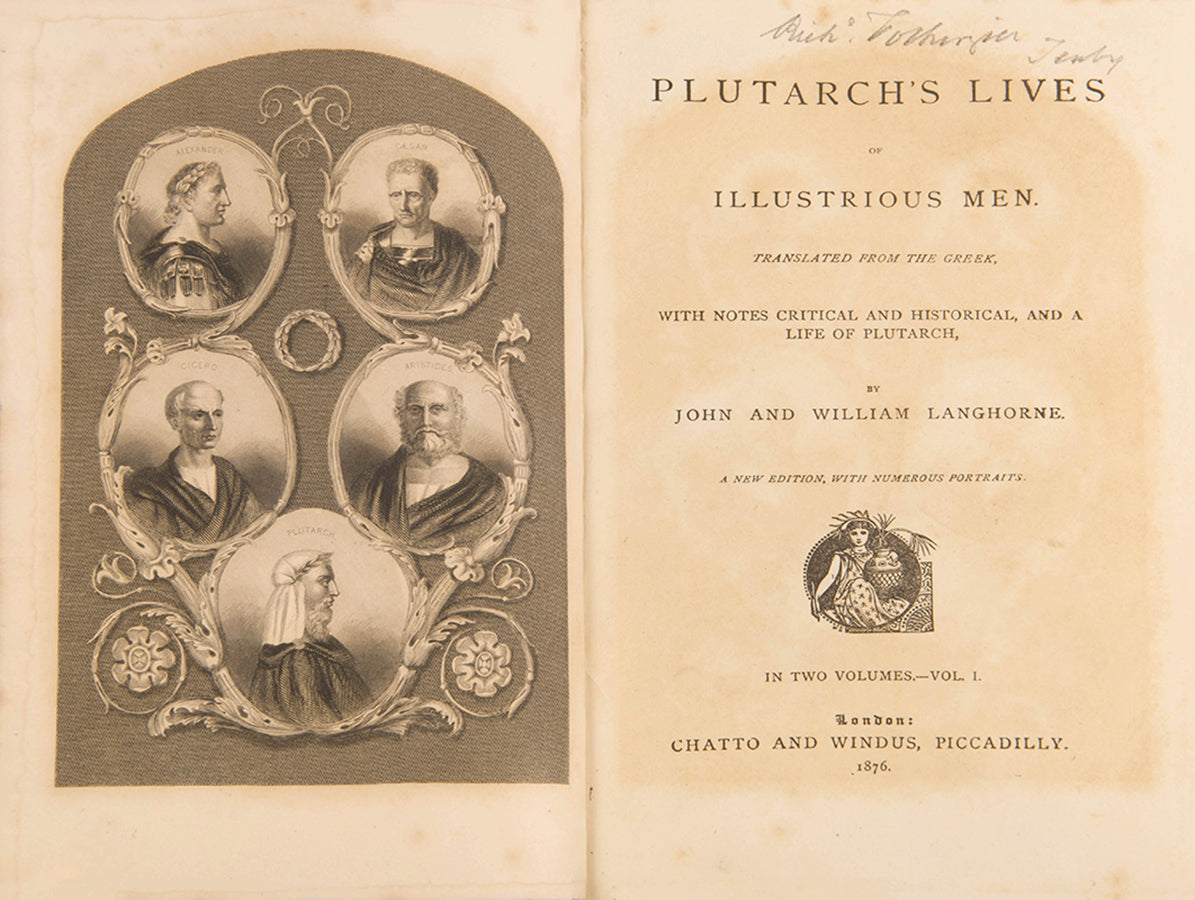 ALEXANDER
CÆSAR
CICERO
ARISTIDES
PLUTARCH
Rich.
Tenby
PLUTARCH'S LIVES
OF
ILLUSTRIOUS MEN.
TRANSLATED FROM THE GREEK,
WITH NOTES CRITICAL AND HISTORICAL, AND A
LIFE OF PLUTARCH,
BY
JOHN AND WILLIAM LANGHORNE.
A NEW EDITION, WITH NUMEROUS PORTRAITS.
IN TWO VOLUMES.—VOL. I.
London:
CHATTO AND WINDUS, PICCADILLY.
1876.